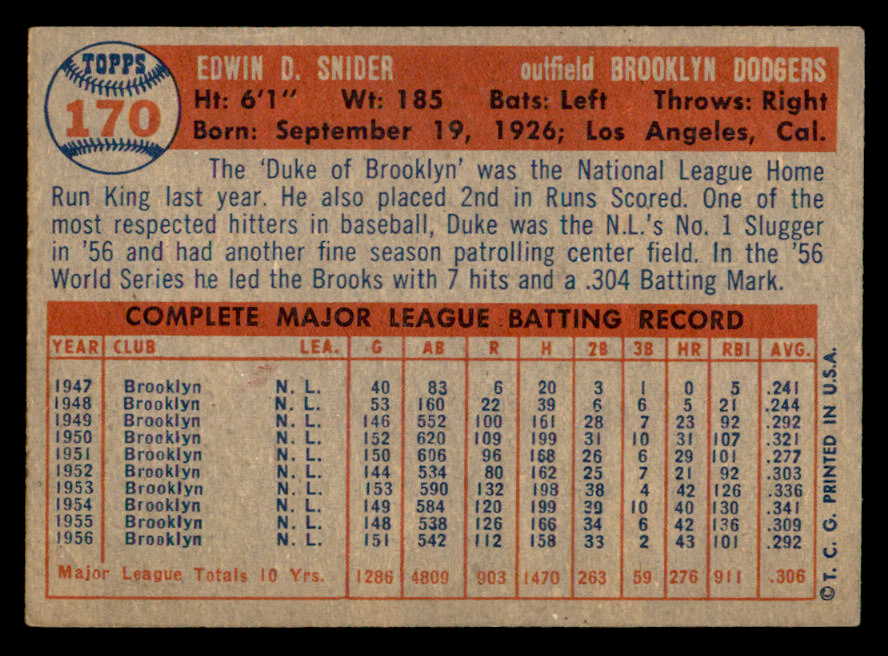 TOPPS
170
EDWIN D. SNIDER outfield BROOKLYN DODGERS
Ht: 6'1" Wt: 185 Bats: Left Throws: Right
Born: September 19, 1926; Los Angeles, Cal.
The 'Duke of Brooklyn' was the National League Home
Run King last year. He also placed 2nd in Runs Scored. One of the
most respected hitters in baseball, Duke was the N.L.'s No. 1 Slugger
in '56 and had another fine season patrolling center field. In the '56
World Series he led the Brooks with 7 hits and a .304 Batting Mark.
COMPLETE MAJOR LEAGUE BATTING RECORD
YEAR CLUB LEA. G AB R H 2B 3B HR RBI AVG.
1947 Brooklyn N. L. 40 83 6 20 3 1 0 5 .241
1948 Brooklyn N. L. 53 160 22 39 6 6 5 21 .244
1949 Brooklyn N. L. 146 552 100 161 28 7 23 92 .292
1950 Brooklyn N. L. 152 620 109 199 31 10 31 107 .321
1951 Brooklyn N. L. 150 606 96 168 26 6 29 101 .277
1952 Brooklyn N. L. 144 534 80 162 25 7 21 92 .303
1953 Brooklyn N. L. 153 590 132 198 38 4 42 126 .336
1954 Brooklyn N. L. 149 584 120 199 39 10 40 130 .341
1955 Brooklyn N. L. 148 538 126 166 34 6 42 136 .309
1956 Brooklyn N. L. 151 542 112 158 33 2 43 101 .292
Major League Totals 10 Yrs. 1286 4809 903 1470 263 59 276 911 .306
© T. C. G. PRINTED IN U.S.A.